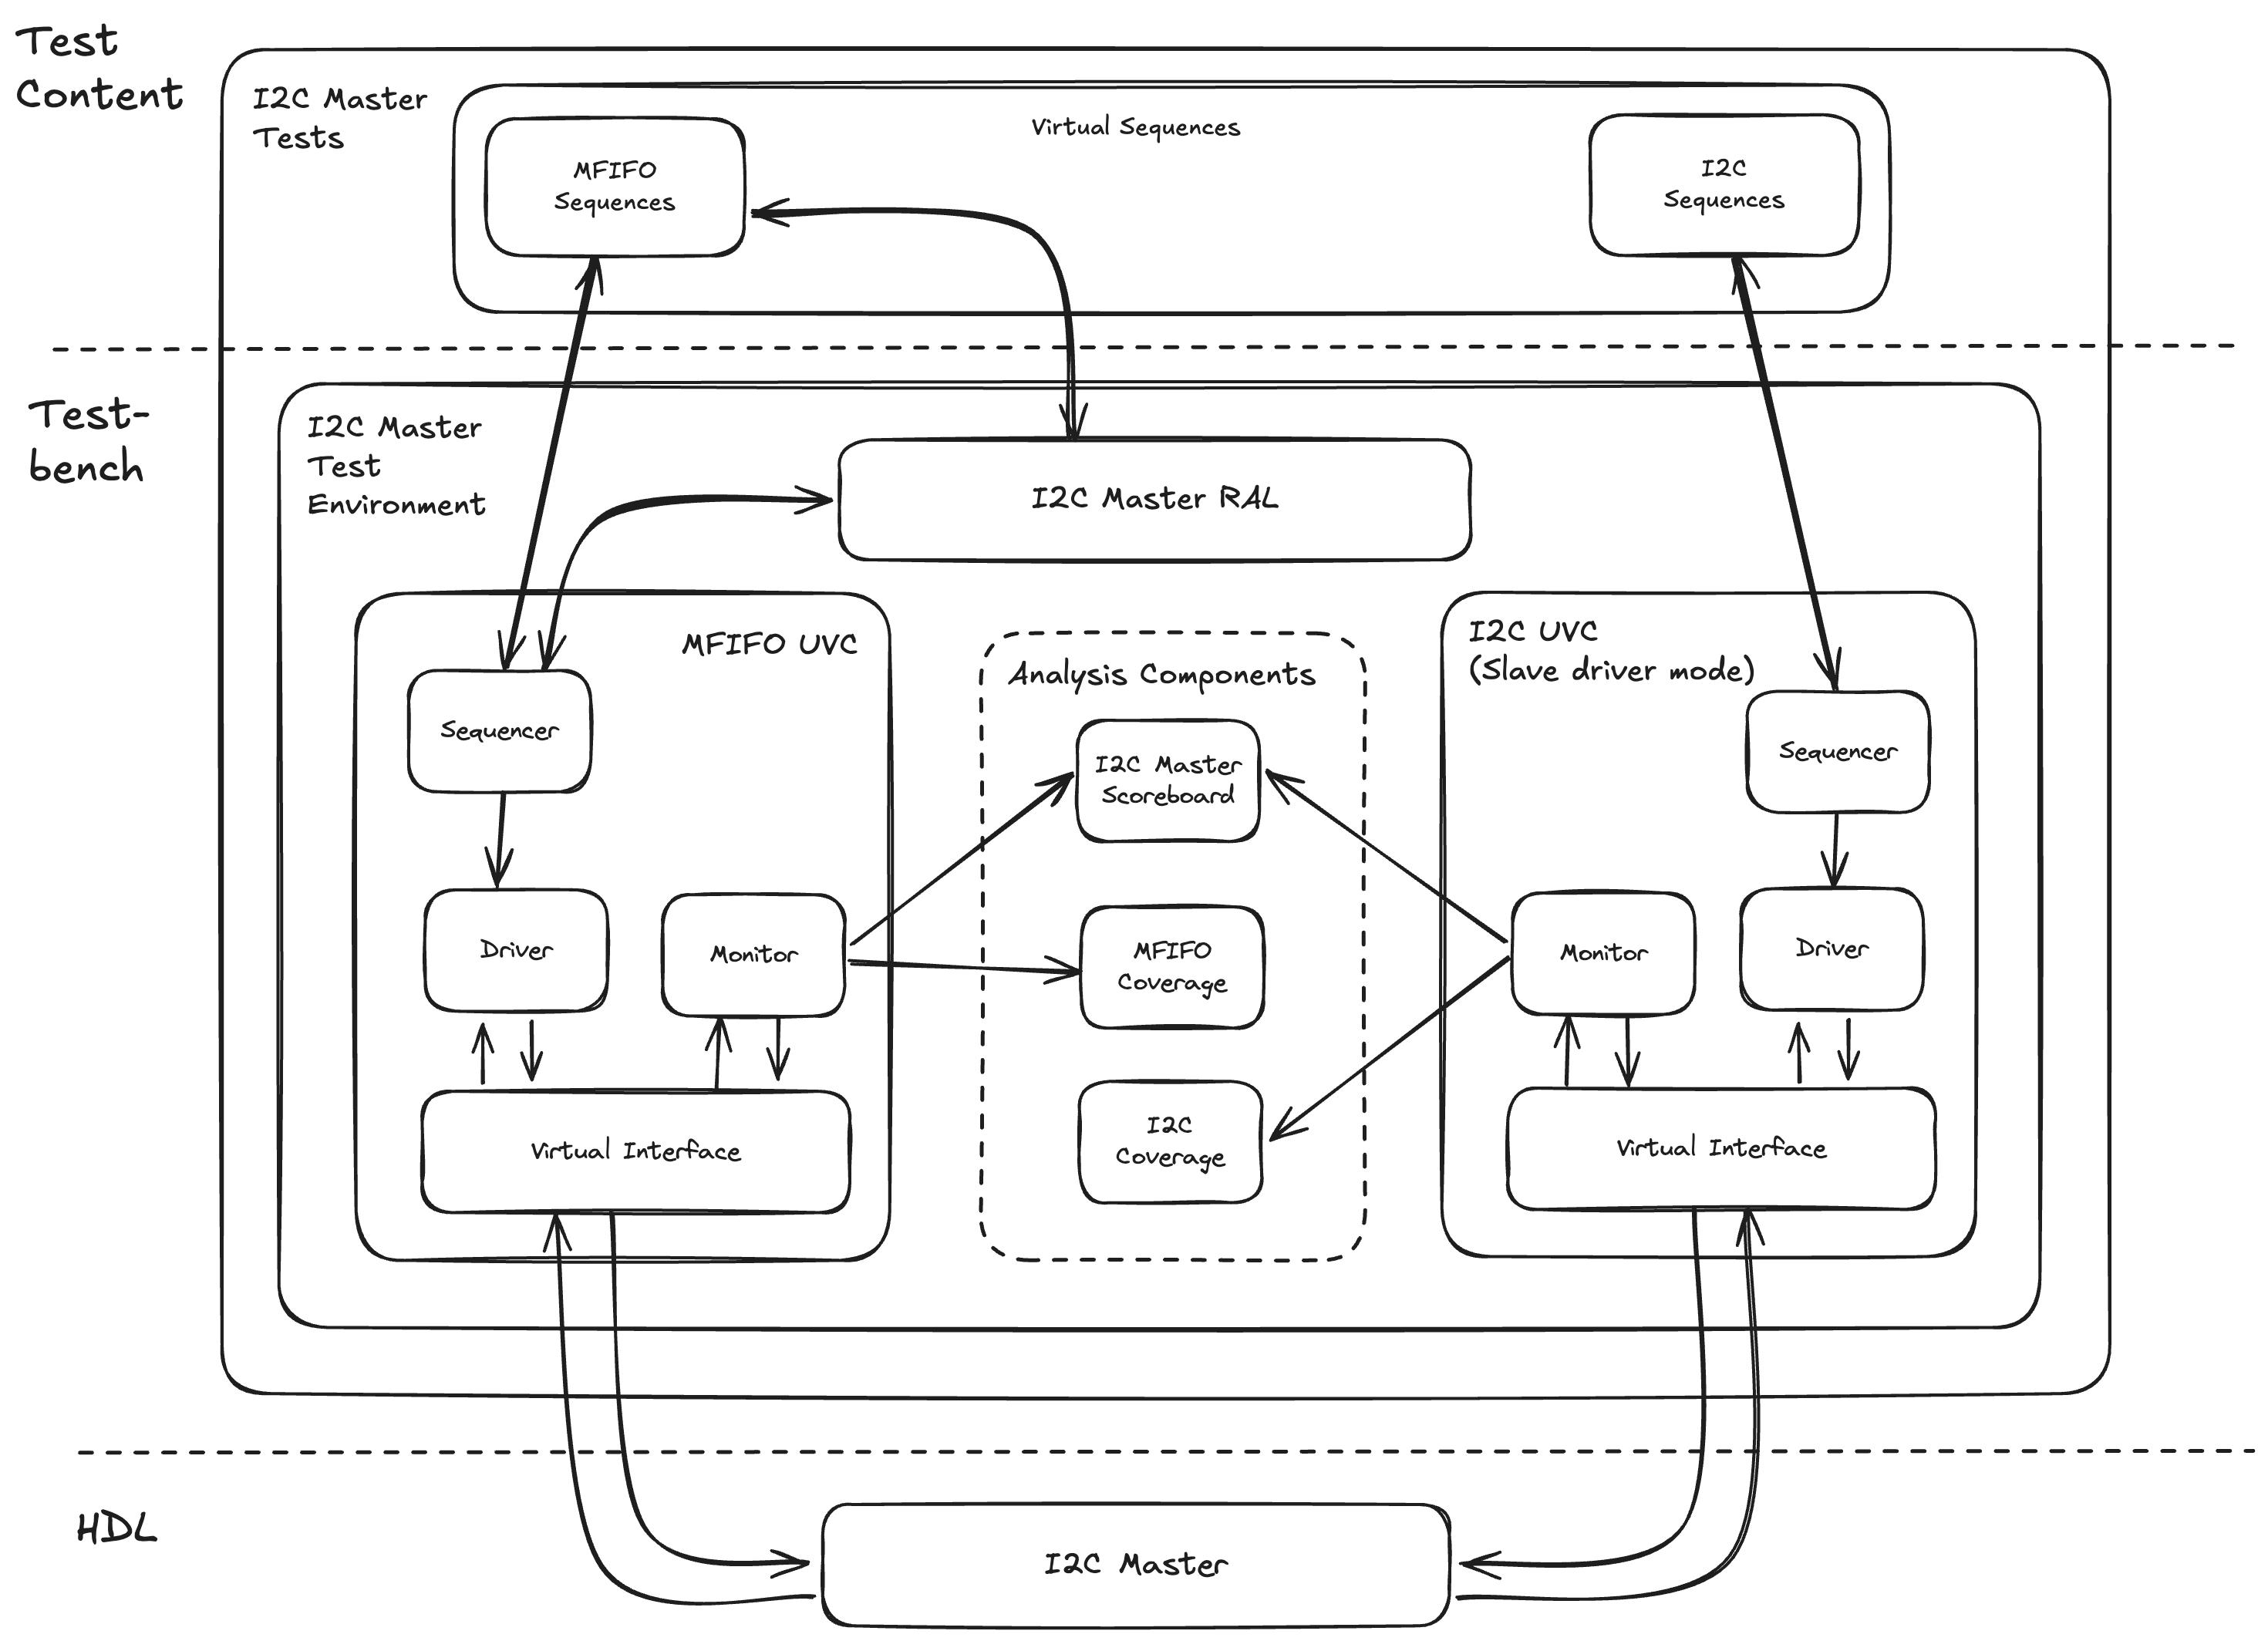 Test
Content
I2C Master
Tests
Virtual Sequences
MFIFO
Sequences
I2C
Sequences
Test-
bench
I2C Master
Test
Environment
I2C Master RAL
MFIFO UVC
Sequencer
Driver
Monitor
Virtual Interface
Analysis Components
I2C Master
Scoreboard
MFIFO
Coverage
I2C
Coverage
I2C UVC
(Slave driver mode)
Sequencer
Monitor
Driver
Virtual Interface
HDL
I2C Master